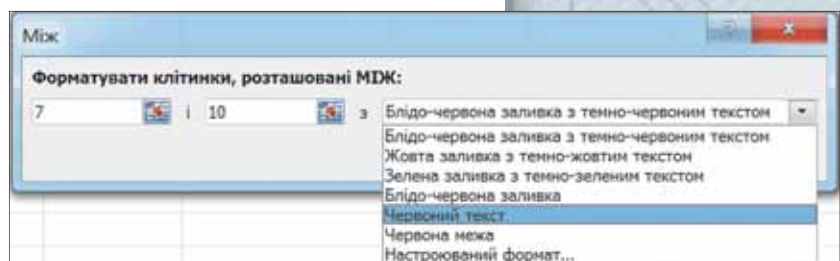 Між
Форматувати клітинки, розташовані МІЖ:
7 і 10 з Блідо-червона заливка з темно-червоним текстом
Блідо-червона заливка з темно-червоним текстом
Жовта заливка з темно-жовтим текстом
Зелена заливка з темно-зеленим текстом
Блідо-червона заливка
Червоний текст
Червона межа
Настроюваний формат...